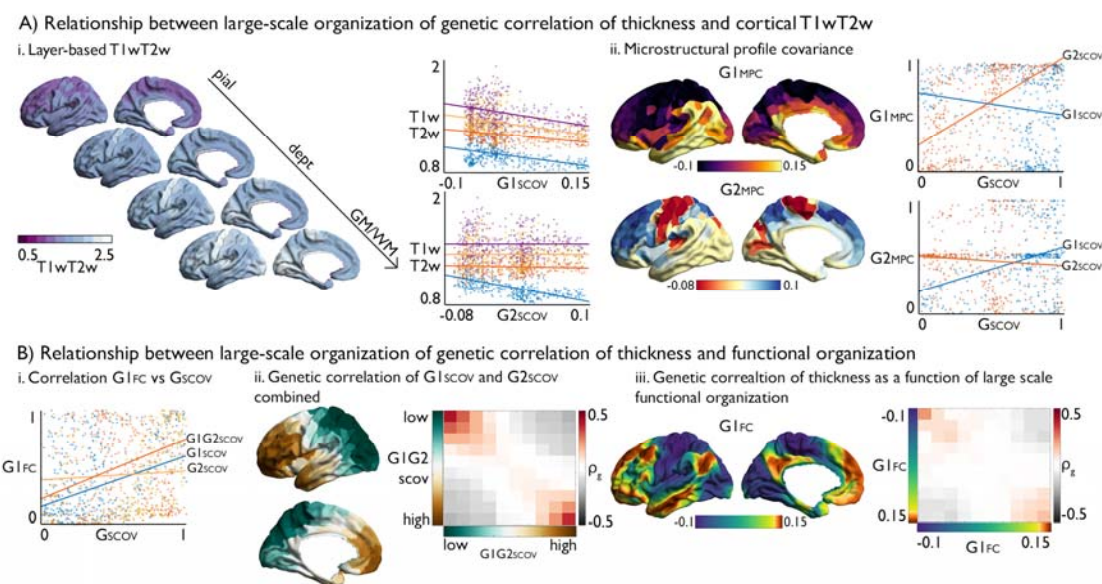 A) Relationship between large-scale organization of genetic correlation of thickness and cortical T1wT2w
i. Layer-based T1wT2w
pial
dept
GM/WM
0.5
2.5
T1wT2w
2
T1w
T2w
0.8
-0.1
G1SCOV
0.15
T1w
T2w
0.8
-0.08
G2SCOV
0.1
ii. Microstructural profile covariance
G1MPC
-0.1
0.15
G2MPC
-0.08
0.1
G2SCOV
1
G1MPC
G1SCOV
0
0
GSCOV
1
1
G1SCOV
G2MPC
G2SCOV
0
0
GSCOV
1
B) Relationship between large-scale organization of genetic correlation of thickness and functional organization
i. Correlation G1FC vs GSCOV
1
G1G2SCOV
G1SCOV
G1FC
G2SCOV
0
0
GSCOV
1
ii. Genetic correlation of G1SCOV and G2SCOV
combined
low
G1G2
SCOV
high
low
G1G2SCOV
high
0.5
ρg
-0.5
iii. Genetic correaltion of thickness as a function of large scale
functional organization
G1FC
-0.1
0.15
-0.1
G1FC
0.15
-0.1
G1FC
0.15
0.5
ρg
-0.5